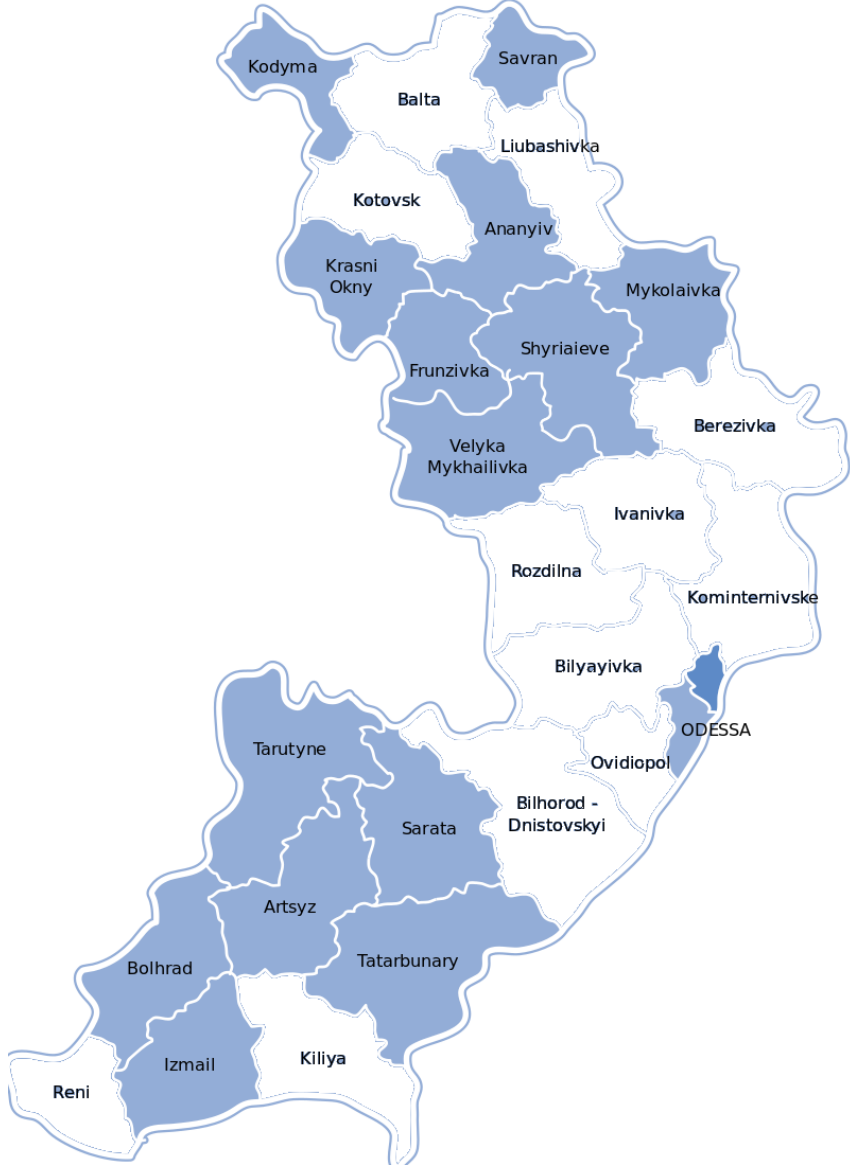 Kodyma
Savran
Balta
Liubashivka
Kotovsk
Ananyiv
Krasni
Okny
Mykolaivka
Shyriaieve
Frunzivka
Berezivka
Velyka
Mykhailivka
Ivanivka
Rozdilna
Kominternivske
Bilyayivka
ODESSA
Tarutyne
Ovidiopol
Bilhorod -
Dnistovskyi
Sarata
Artsyz
Tatarbunary
Bolhrad
Kiliya
Izmail
Reni